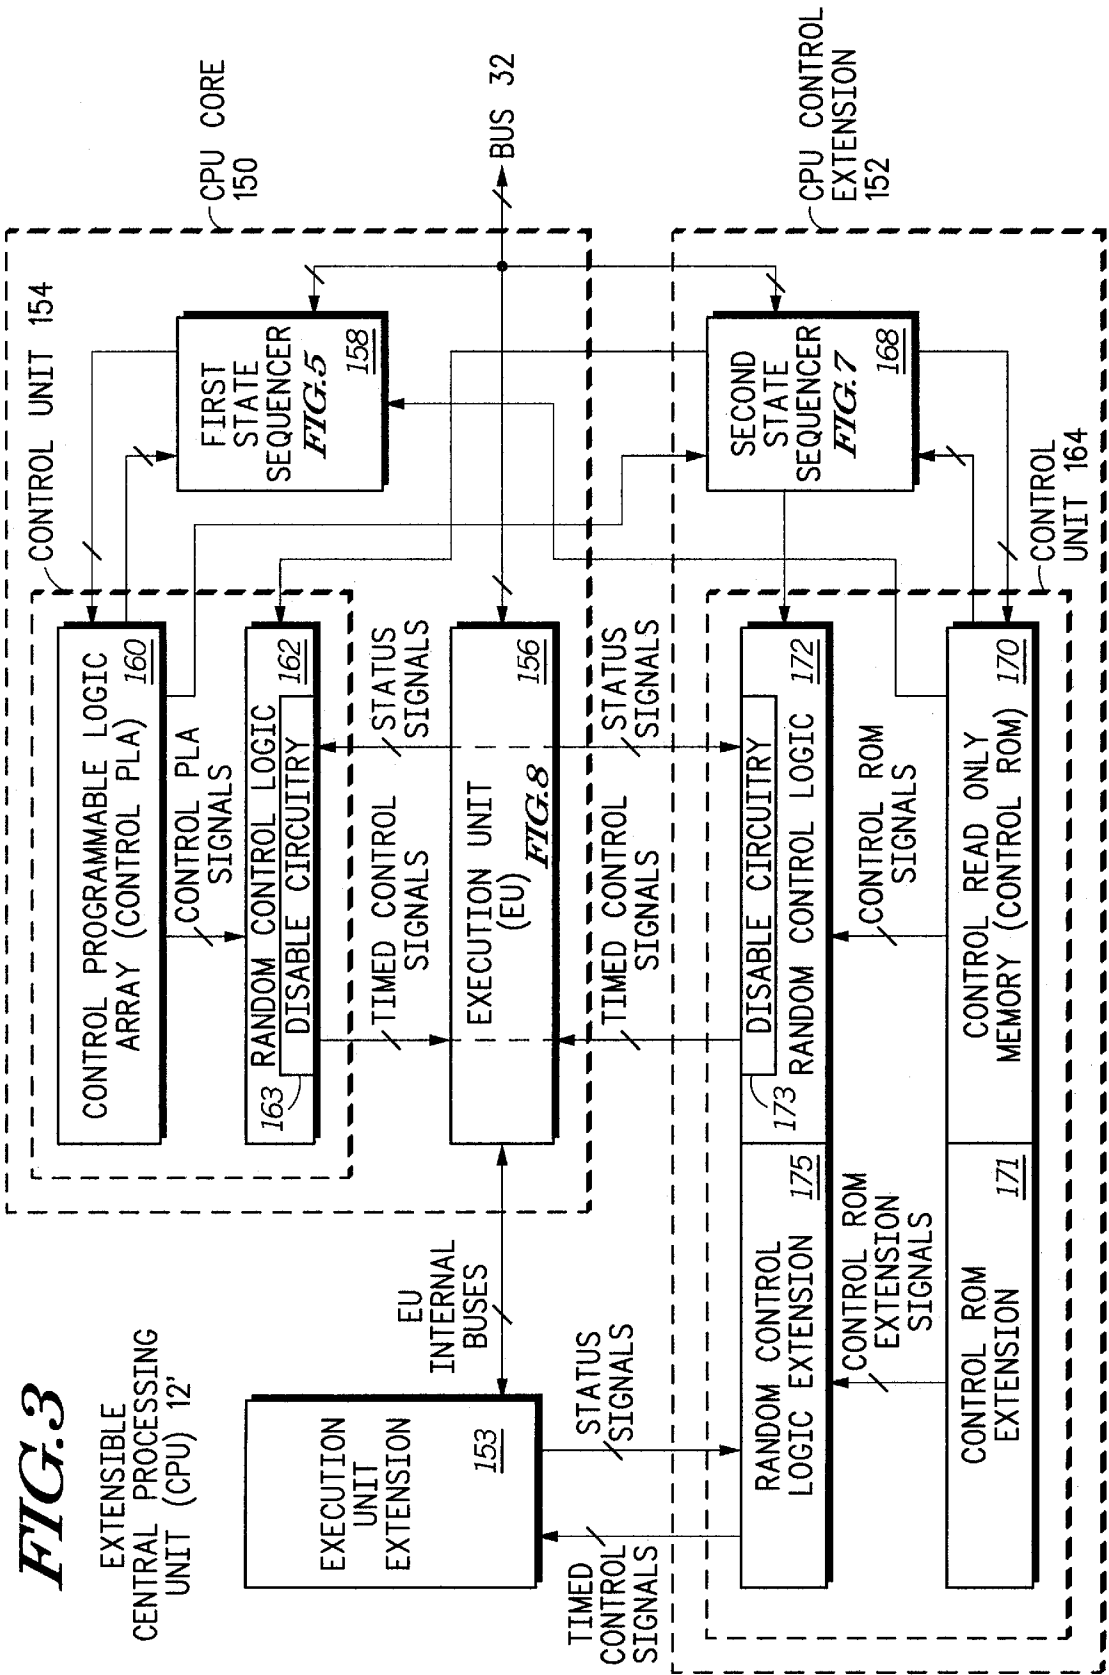 FIG.3
EXTENSIBLE
CENTRAL PROCESSING
UNIT (CPU) 12'
CONTROL UNIT 154
CPU CORE
150
CONTROL PROGRAMMABLE LOGIC
ARRAY (CONTROL PLA)
160
CONTROL PLA
SIGNALS
RANDOM CONTROL LOGIC
162
DISABLE CIRCUITRY
163
FIRST
STATE
SEQUENCER
FIG.5
158
TIMED CONTROL
SIGNALS
STATUS
SIGNALS
EXECUTION UNIT
(EU)
FIG.8
156
BUS 32
EU
INTERNAL
BUSES
EXECUTION
UNIT
EXTENSION
153
STATUS
SIGNALS
TIMED
CONTROL
SIGNALS
TIMED CONTROL
SIGNALS
STATUS
SIGNALS
CPU CONTROL
EXTENSION
152
SECOND
STATE
SEQUENCER
FIG.7
168
RANDOM CONTROL
LOGIC EXTENSION
175
173
DISABLE CIRCUITRY
RANDOM CONTROL LOGIC
172
CONTROL ROM
EXTENSION
SIGNALS
CONTROL ROM
SIGNALS
CONTROL ROM
EXTENSION
171
CONTROL READ ONLY
MEMORY (CONTROL ROM)
170
CONTROL
UNIT 164